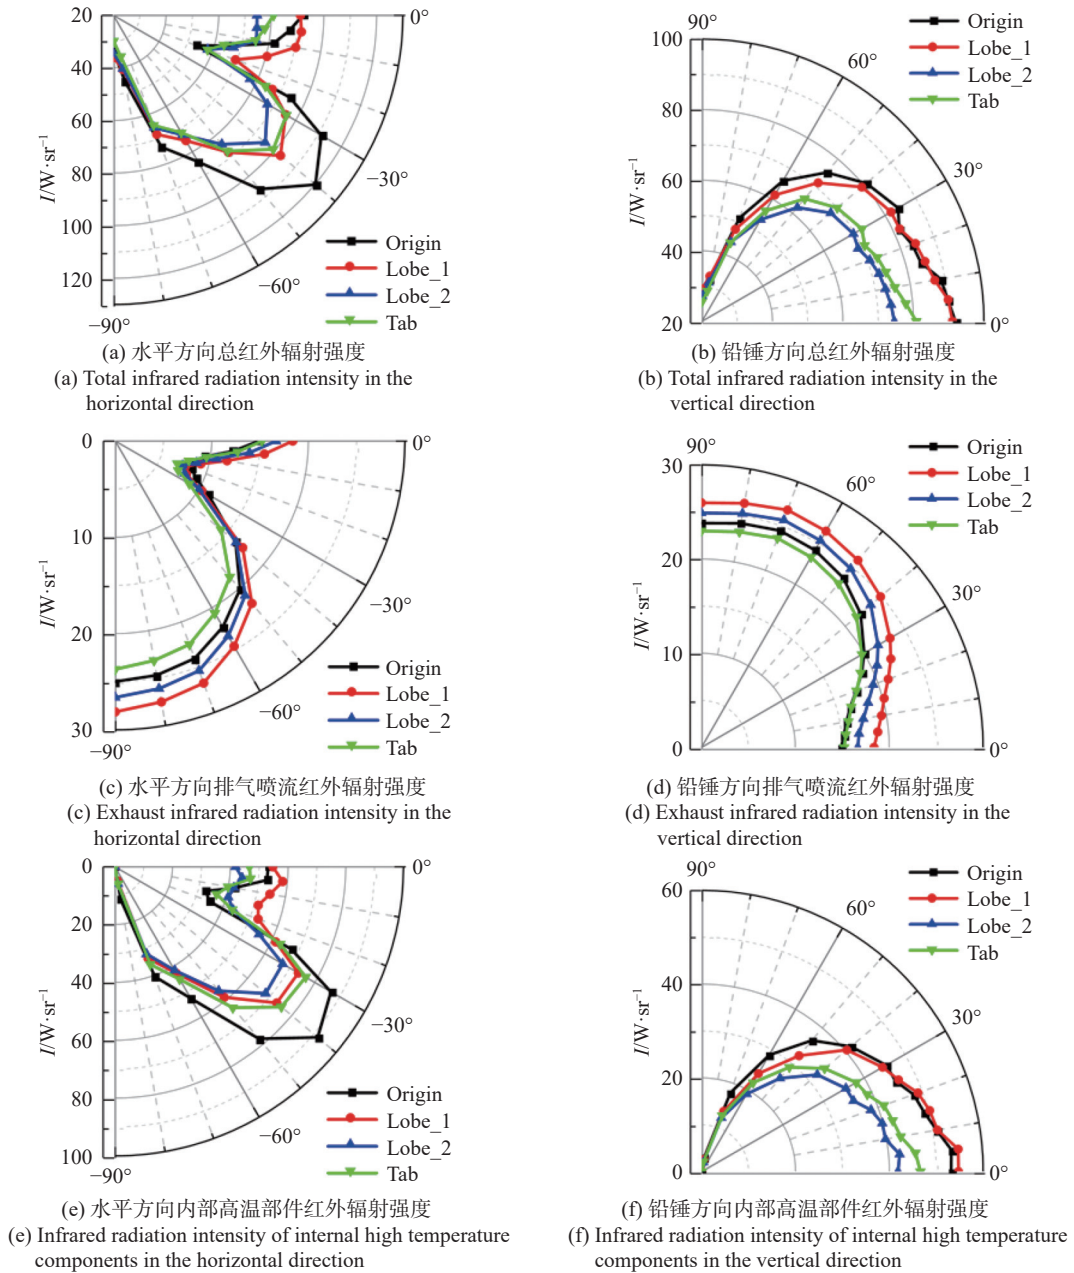 20
40
60
80
100
120
I/W·sr⁻¹
0°
−30°
−60°
−90°
Origin
Lobe_1
Lobe_2
Tab
(a) 水平方向总红外辐射强度
(a) Total infrared radiation intensity in the
horizontal direction
90°
100
80
60
40
20
I/W·sr⁻¹
60°
30°
0°
Origin
Lobe_1
Lobe_2
Tab
(b) 铅锤方向总红外辐射强度
(b) Total infrared radiation intensity in the
vertical direction
0
10
20
30
I/W·sr⁻¹
0°
−30°
−60°
−90°
Origin
Lobe_1
Lobe_2
Tab
(c) 水平方向排气喷流红外辐射强度
(c) Exhaust infrared radiation intensity in the
horizontal direction
90°
30
20
10
0
I/W·sr⁻¹
60°
30°
0°
Origin
Lobe_1
Lobe_2
Tab
(d) 铅锤方向排气喷流红外辐射强度
(d) Exhaust infrared radiation intensity in the
vertical direction
0
20
40
60
80
100
I/W·sr⁻¹
0°
−30°
−60°
−90°
Origin
Lobe_1
Lobe_2
Tab
(e) 水平方向内部高温部件红外辐射强度
(e) Infrared radiation intensity of internal high temperature
components in the horizontal direction
90°
60
40
20
0
I/W·sr⁻¹
60°
30°
0°
Origin
Lobe_1
Lobe_2
Tab
(f) 铅锤方向内部高温部件红外辐射强度
(f) Infrared radiation intensity of internal high temperature
components in the vertical direction